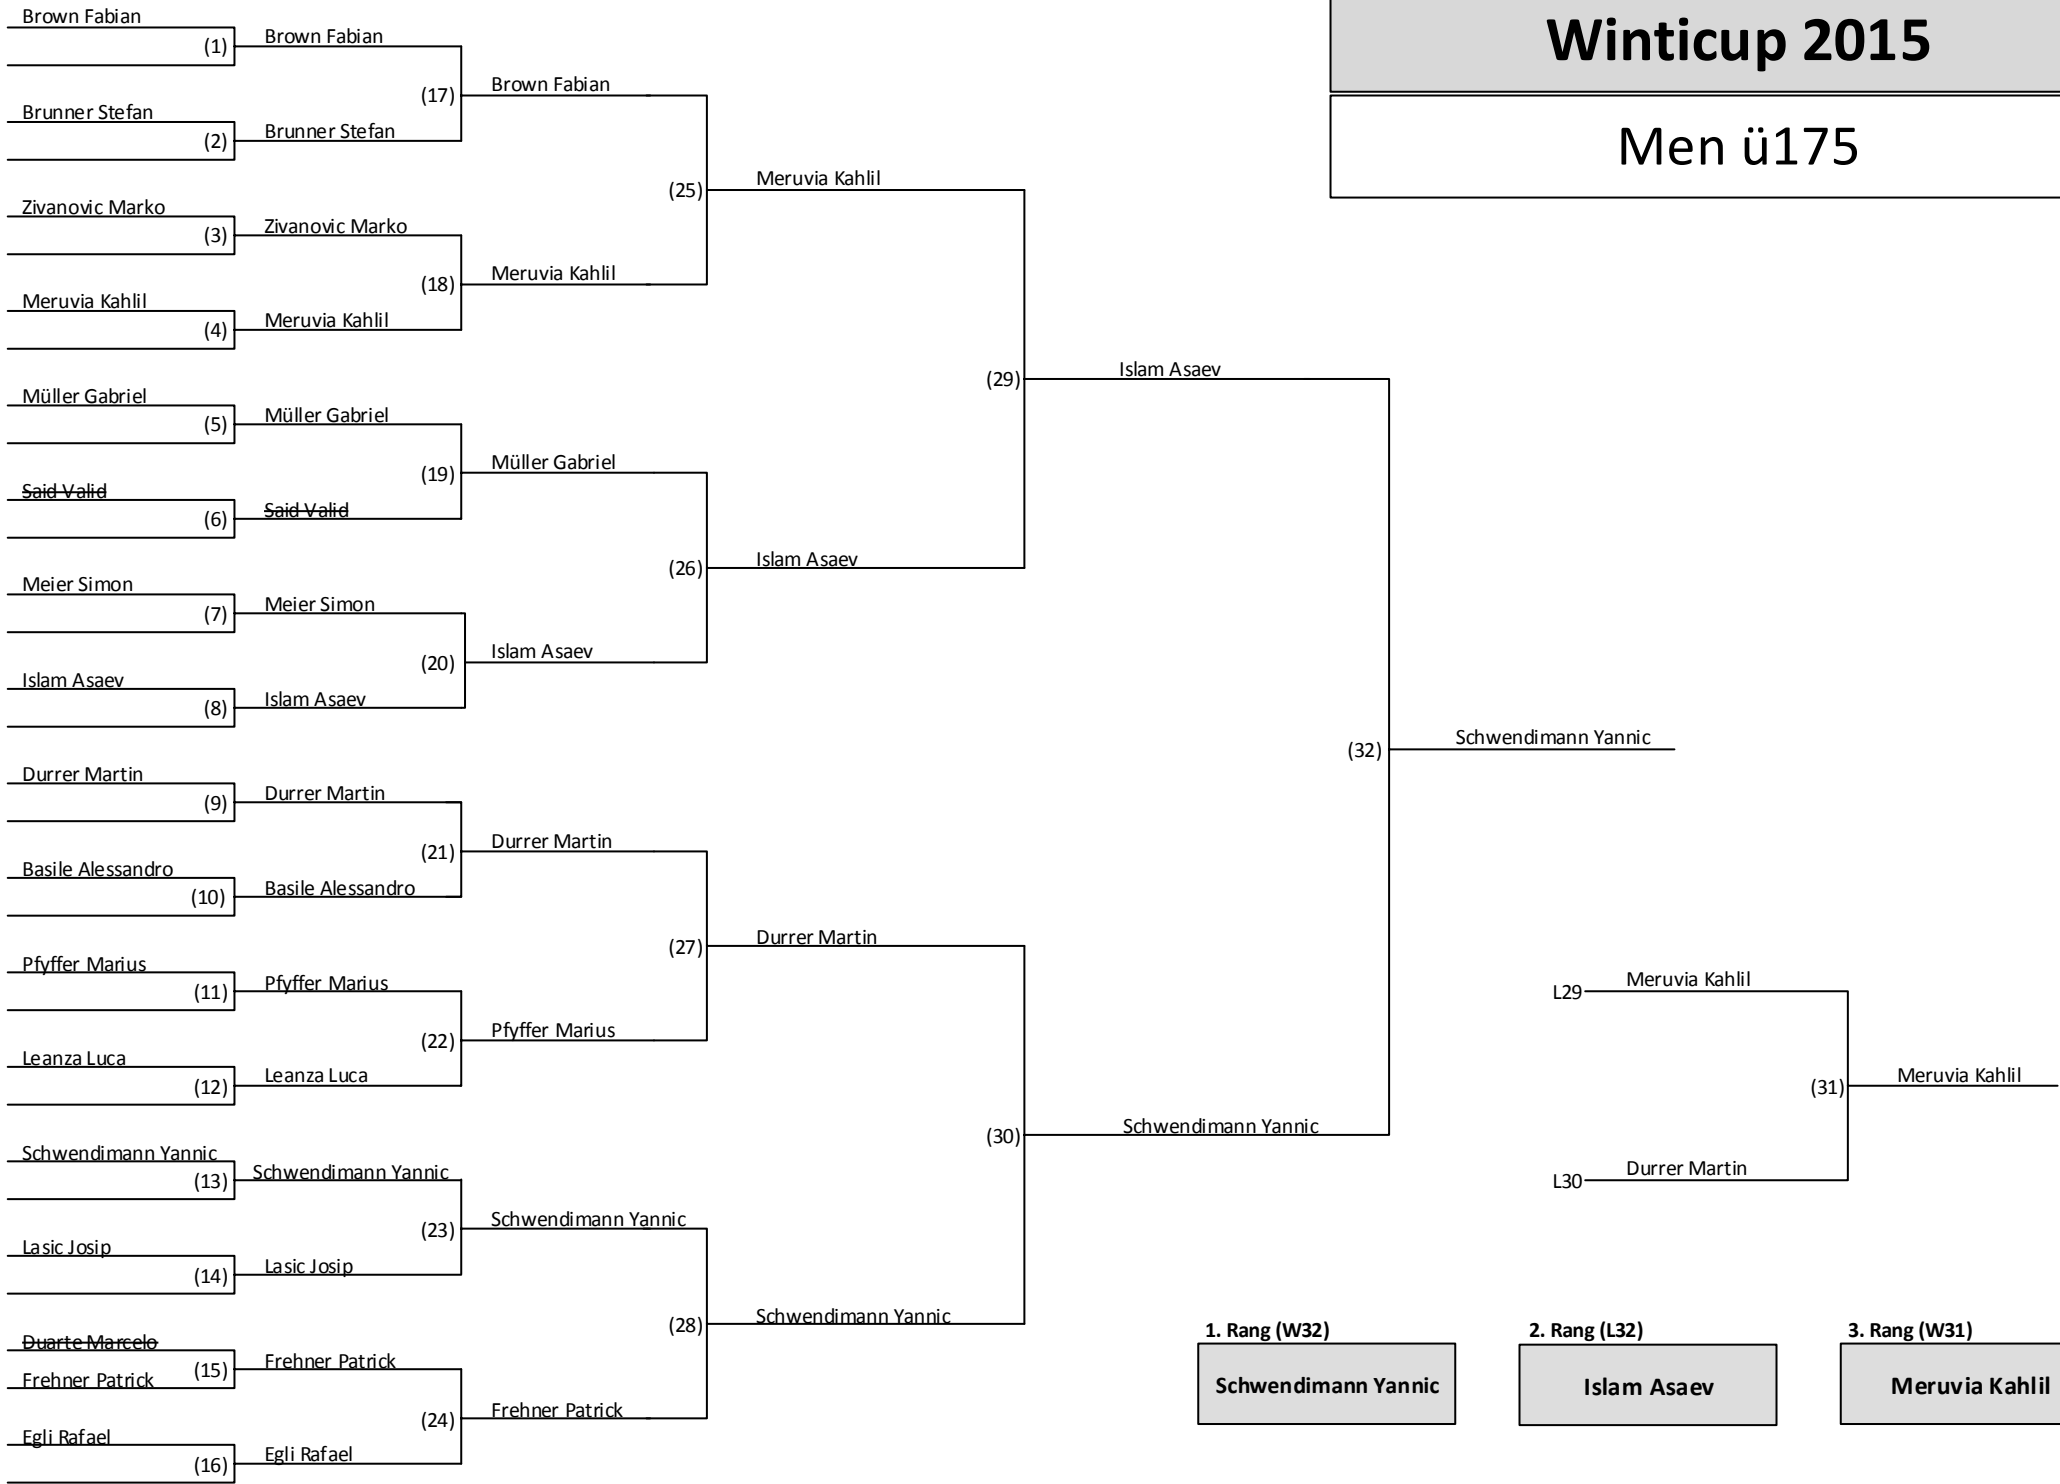 Winticup 2015
Men ü175
Brown Fabian
(1)
Brunner Stefan
(2)
Zivanovic Marko
(3)
Meruvia Kahlil
(4)
Müller Gabriel
(5)
Said Valid
(6)
Meier Simon
(7)
Islam Asaev
(8)
Durrer Martin
(9)
Basile Alessandro
(10)
Pfyffer Marius
(11)
Leanza Luca
(12)
Schwendimann Yannic
(13)
Lasic Josip
(14)
Duarte Marcelo
(15)
Frehner Patrick
Egli Rafael
(16)
Brown Fabian
(17)
Brunner Stefan
Zivanovic Marko
(18)
Meruvia Kahlil
Müller Gabriel
(19)
Said Valid
Meier Simon
(20)
Islam Asaev
Durrer Martin
(21)
Basile Alessandro
Pfyffer Marius
(22)
Leanza Luca
Schwendimann Yannic
(23)
Lasic Josip
Frehner Patrick
(24)
Egli Rafael
Brown Fabian
(25)
Meruvia Kahlil
Müller Gabriel
(26)
Islam Asaev
Durrer Martin
(27)
Pfyffer Marius
Schwendimann Yannic
(28)
Frehner Patrick
Meruvia Kahlil
(29)
Islam Asaev
Durrer Martin
(30)
Schwendimann Yannic
Islam Asaev
(32)
Schwendimann Yannic
Schwendimann Yannic
L29
Meruvia Kahlil
(31)
Meruvia Kahlil
L30
Durrer Martin
1. Rang (W32)
Schwendimann Yannic
2. Rang (L32)
Islam Asaev
3. Rang (W31)
Meruvia Kahlil